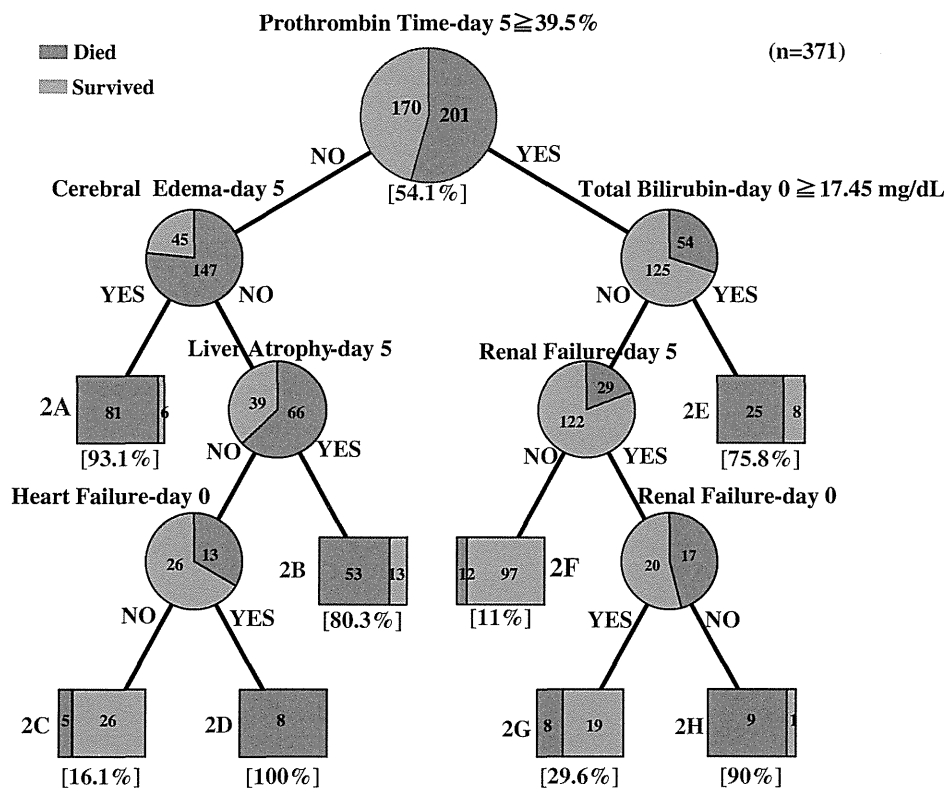 Prothrombin Time-day 5≧39.5%
Died
Survived
(n=371)
170
201
NO
YES
[54.1%]
Cerebral Edema-day 5
Total Bilirubin-day 0 ≧ 17.45 mg/dL
45
147
54
125
YES
NO
NO
YES
Liver Atrophy-day 5
Renal Failure-day 5
2A
81
6
[93.1%]
39
66
29
122
2E
25
8
[75.8%]
NO
YES
NO
YES
Heart Failure-day 0
Renal Failure-day 0
26
13
2B
53
13
[80.3%]
12
97
2F
[11%]
20
17
NO
YES
YES
NO
2C
5
26
[16.1%]
2D
8
[100%]
2G
8
19
[29.6%]
2H
9
1
[90%]